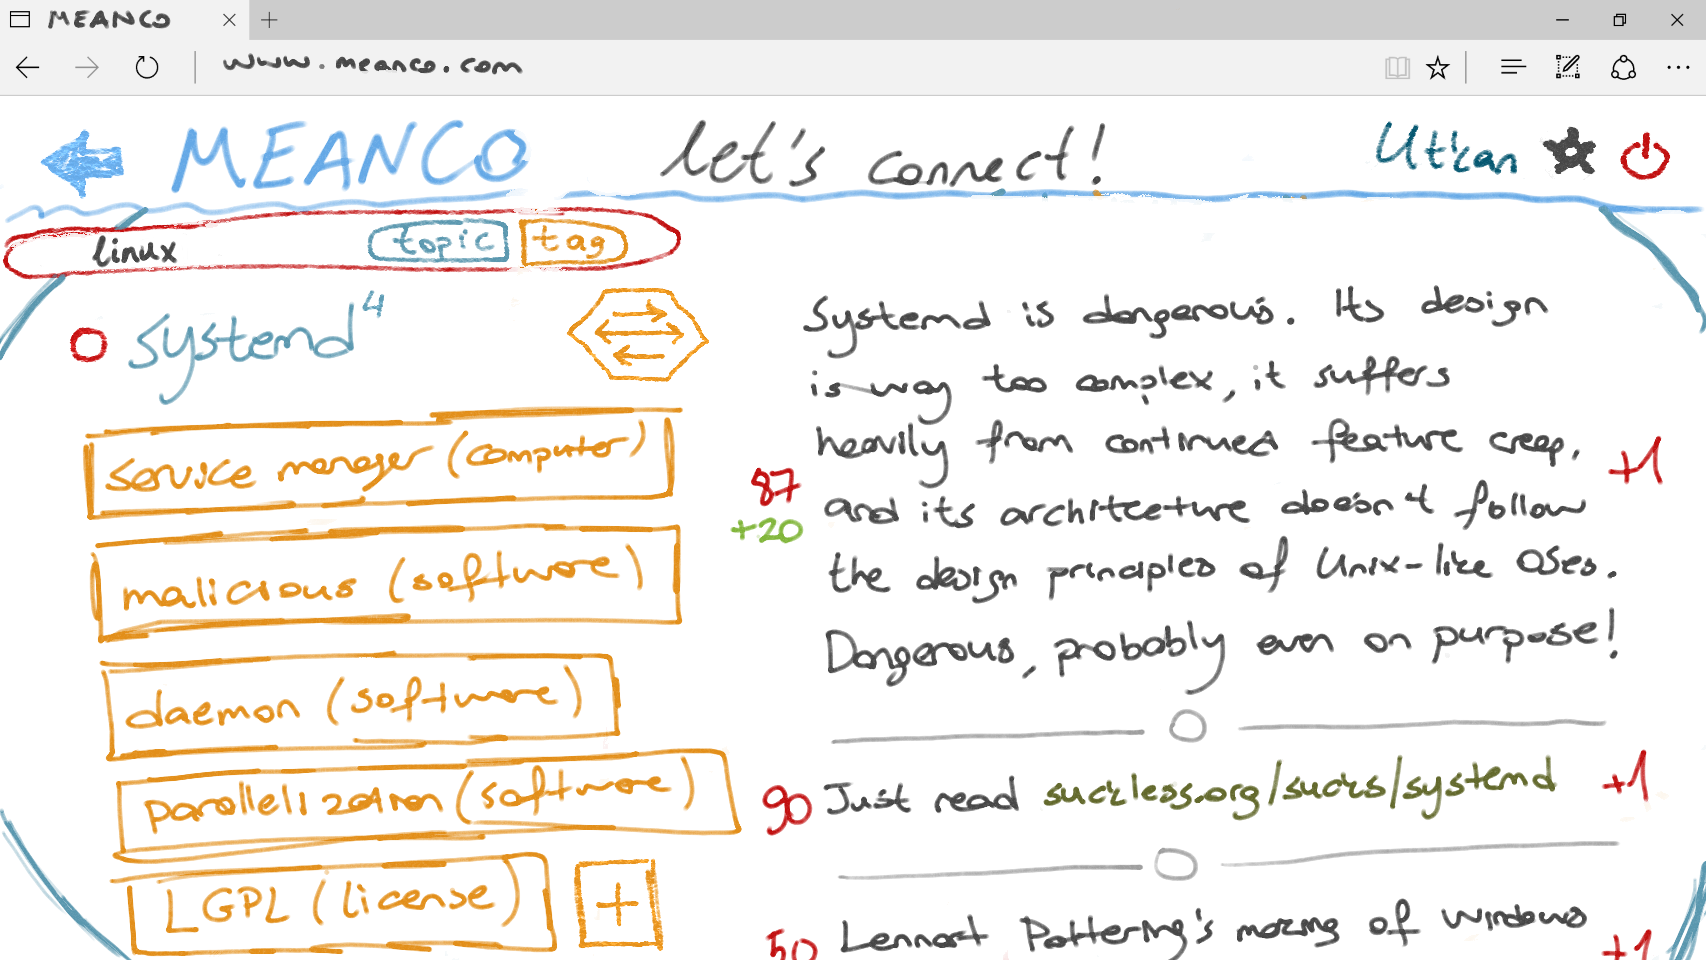 MEANCO
www.meanco.com
MEANCO let's connect! Utkan
linux topic tag
systemd 4
service manager (computer)
malicious (software)
daemon (software)
parallelization (software)
LGPL (license) +
Systemd is dangerous. Its design
is way too complex, it suffers
heavily from continued feature creep,
87 +1
and its architecture doesn't follow
+20
the design principles of Unix-like OSes.
Dangerous, probably even on purpose!
90 Just read suckless.org/sucks/systemd +1
50 Lennart Pottering's making of windows +1